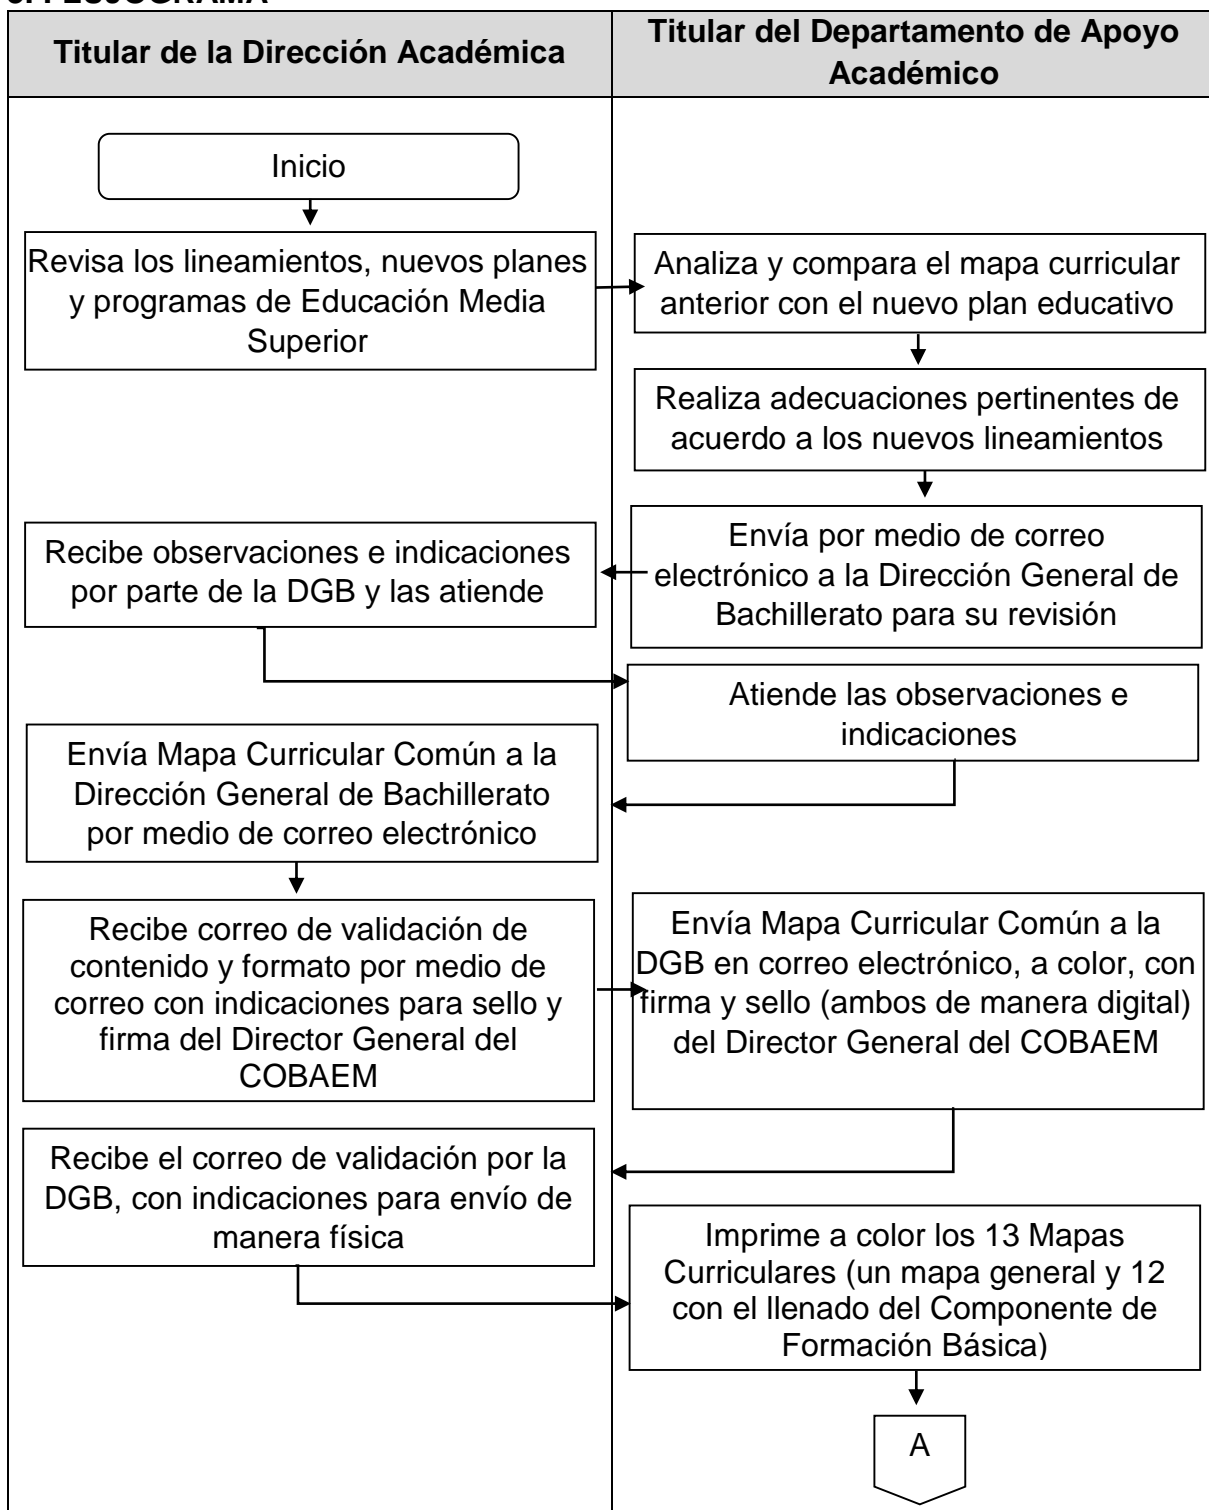 Titular de la Dirección Académica
Titular del Departamento de Apoyo
Académico
Inicio
Revisa los lineamientos, nuevos planes
y programas de Educación Media
Superior
Analiza y compara el mapa curricular
anterior con el nuevo plan educativo
Realiza adecuaciones pertinentes de
acuerdo a los nuevos lineamientos
Envía por medio de correo
electrónico a la Dirección General de
Bachillerato para su revisión
Recibe observaciones e indicaciones
por parte de la DGB y las atiende
Atiende las observaciones e
indicaciones
Envía Mapa Curricular Común a la
Dirección General de Bachillerato
por medio de correo electrónico
Recibe correo de validación de
contenido y formato por medio de
correo con indicaciones para sello y
firma del Director General del
COBAEM
Envía Mapa Curricular Común a la
DGB en correo electrónico, a color, con
firma y sello (ambos de manera digital)
del Director General del COBAEM
Recibe el correo de validación por la
DGB, con indicaciones para envío de
manera física
Imprime a color los 13 Mapas
Curriculares (un mapa general y 12
con el llenado del Componente de
Formación Básica)
A